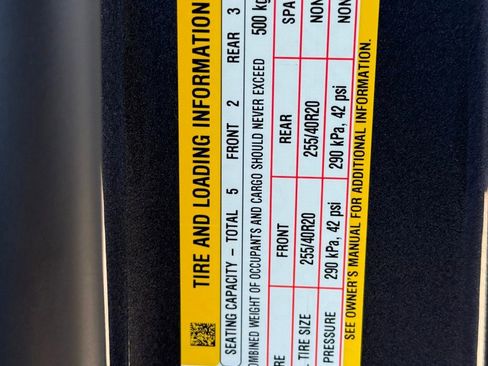 TIRE AND LOADING INFORMATION
SEATING CAPACITY - TOTAL 5 FRONT 2 REAR 3
OMBINED WEIGHT OF OCCUPANTS AND CARGO SHOULD NEVER EXCEED 500 kg
RE FRONT REAR SPA
TIRE SIZE 255/40R20 255/40R20 NON
PRESSURE 290 kPa, 42 psi 290 kPa, 42 psi NON
SEE OWNER'S MANUAL FOR ADDITIONAL INFORMATION.